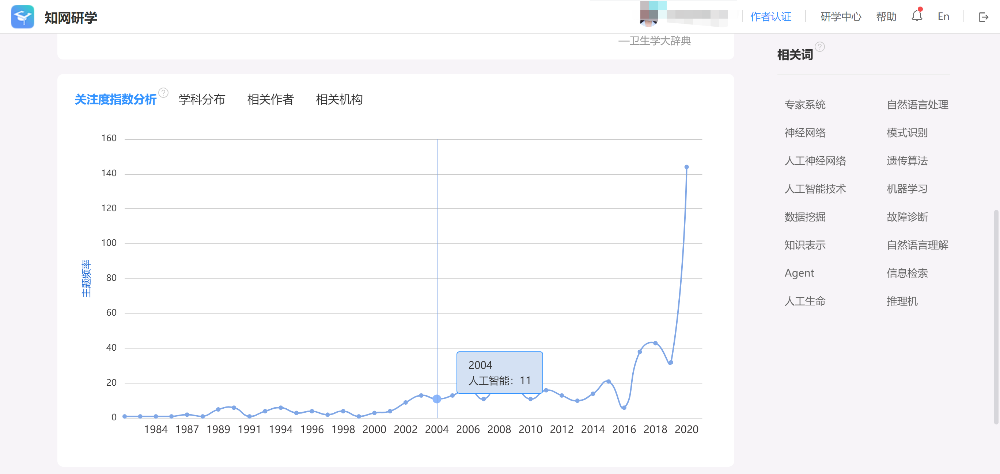 知网研学
作者认证
研学中心
帮助
En
—卫生学大辞典
关注度指数分析 ? 学科分布 相关作者 相关机构
160
140
120
100
80
60
40
20
0
主题频率
2004
人工智能：11
1984 1987 1989 1991 1994 1996 1998 2000 2002 2004 2006 2008 2010 2012 2014 2016 2018 2020
相关词 ?
专家系统 自然语言处理
神经网络 模式识别
人工神经网络 遗传算法
人工智能技术 机器学习
数据挖掘 故障诊断
知识表示 自然语言理解
Agent 信息检索
人工生命 推理机